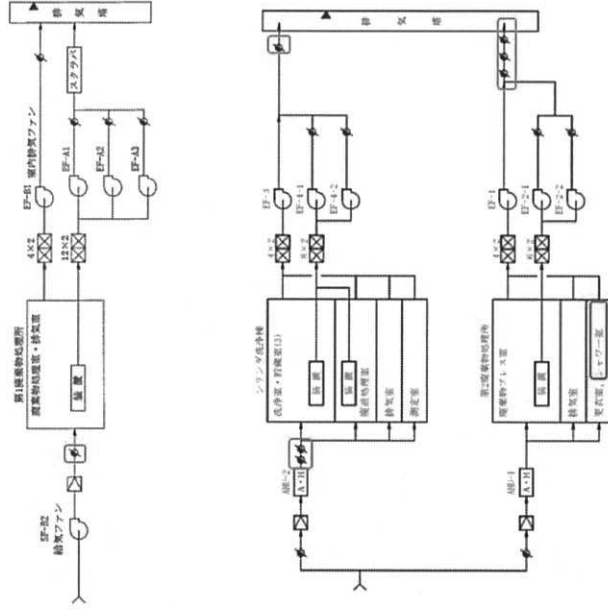 排気塔
スクラバ
室内排気ファン
EF-B1
EF-A1
EF-A2
EF-A3
4×2
12×2
第1廃棄物処理所
廃棄物処理室・排気室
装置
SF-B2
給気ファン
排気塔
EF-3
EF-4-1
EF-4-2
4×2
8×2
シリンダ洗浄棟
洗浄室・貯蔵室(3)
装置
装置
廃液処理室
排気室
測定室
AHU-2
A・H
EF-1
EF-2-1
EF-2-2
4×2
6×2
第2廃棄物処理所
廃棄物プレス室
装置
排気室
更衣室、シャワー室
AHU-1
A・H